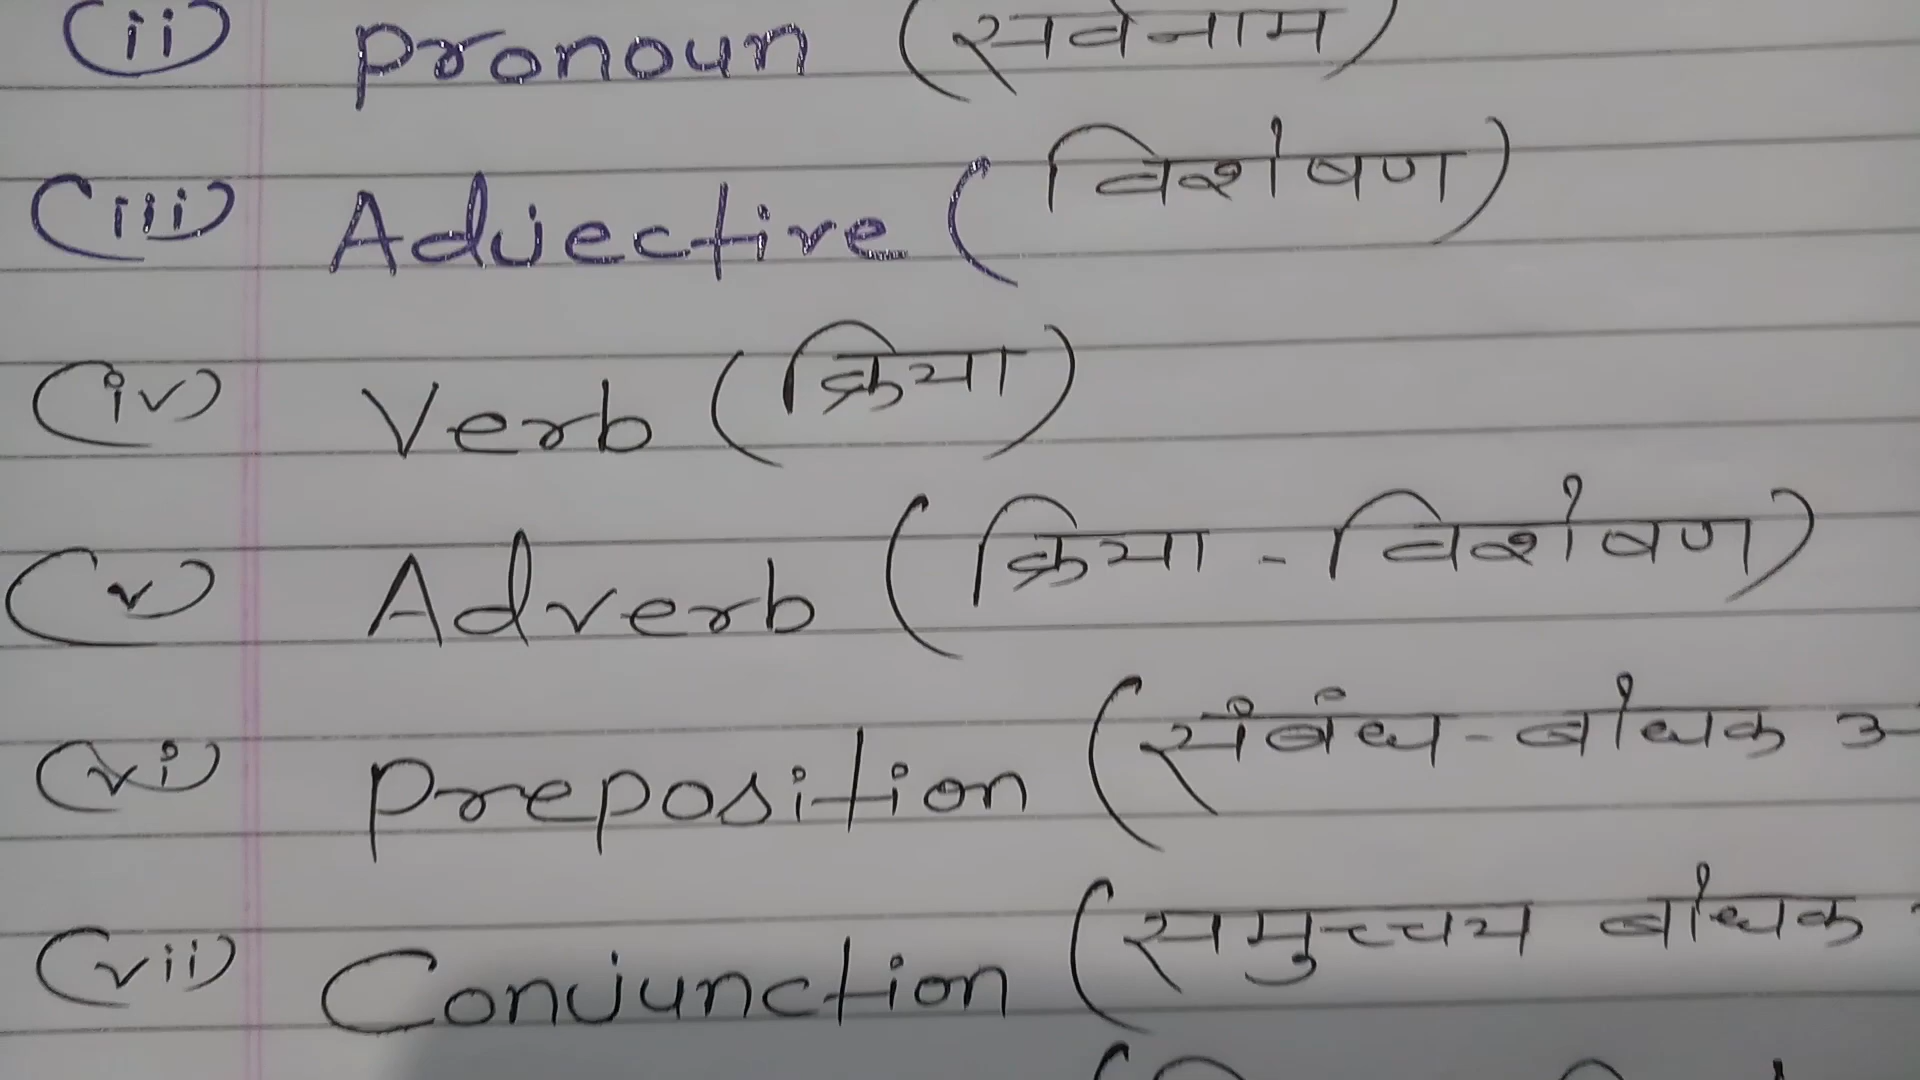 (ii) Pronoun (सर्वनाम)
(iii) Adjective (विशेषण)
(iv) Verb (क्रिया)
(v) Adverb (क्रिया - विशेषण)
(vi) Preposition (संबंध - बोधक
(vii) Conjunction (समुच्चय बोधक